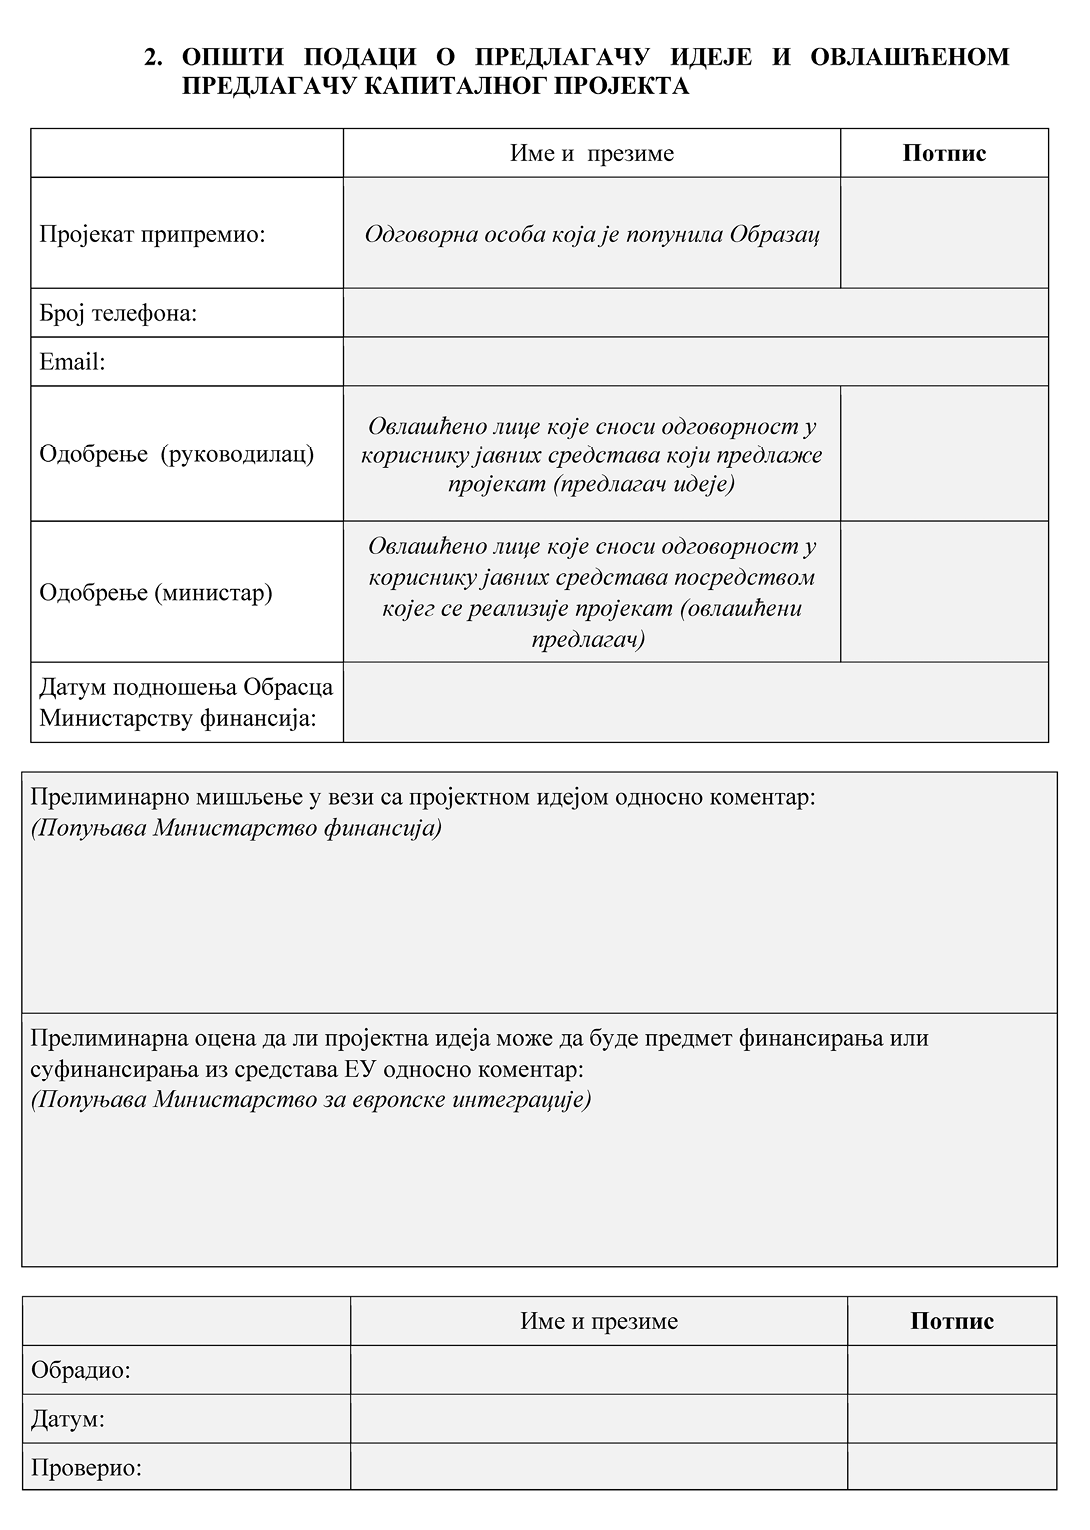 2. ОПШТИ ПОДАЦИ О ПРЕДЛАГАЧУ ИДЕЈЕ И ОВЛАШЋЕНОМ
ПРЕДЛАГАЧУ КАПИТАЛНОГ ПРОЈЕКТА
Име и презиме
Потпис
Пројекат припремио:
Одговорна особа која је попунила Образац
Број телефона:
Email:
Одобрење (руководилац)
Овлашћено лице које сноси одговорност у
кориснику јавних средстава који предлаже
пројекат (предлагач идеје)
Одобрење (министар)
Овлашћено лице које сноси одговорност у
кориснику јавних средстава посредством
којег се реализује пројекат (овлашћени
предлагач)
Датум подношења Обрасца
Министарству финансија:
Прелиминарно мишљење у вези са пројектном идејом односно коментар:
(Попуњава Министарство финансија)
Прелиминарна оцена да ли пројектна идеја може да буде предмет финансирања или
суфинансирања из средстава ЕУ односно коментар:
(Попуњава Министарство за европске интеграције)
Име и презиме
Потпис
Обрадио:
Датум:
Проверио: